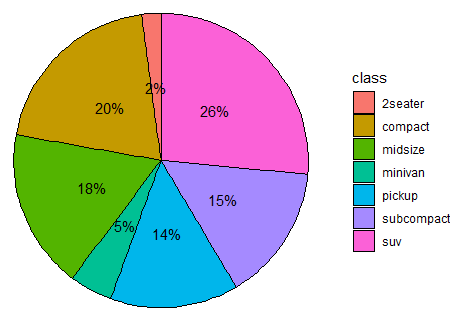 2%
20%
26%
18%
15%
5%
14%
class
2seater
compact
midsize
minivan
pickup
subcompact
suv